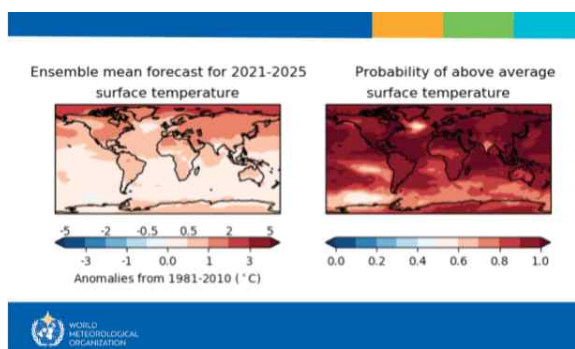 Ensemble mean forecast for 2021-2025
surface temperature
Probability of above average
surface temperature
-5 -2 -0.5 0.5 2 5
-3 -1 0.0 1 3
Anomalies from 1981-2010 (°C)
0.0 0.2 0.4 0.6 0.8 1.0
WORLD
METEOROLOGICAL
ORGANIZATION